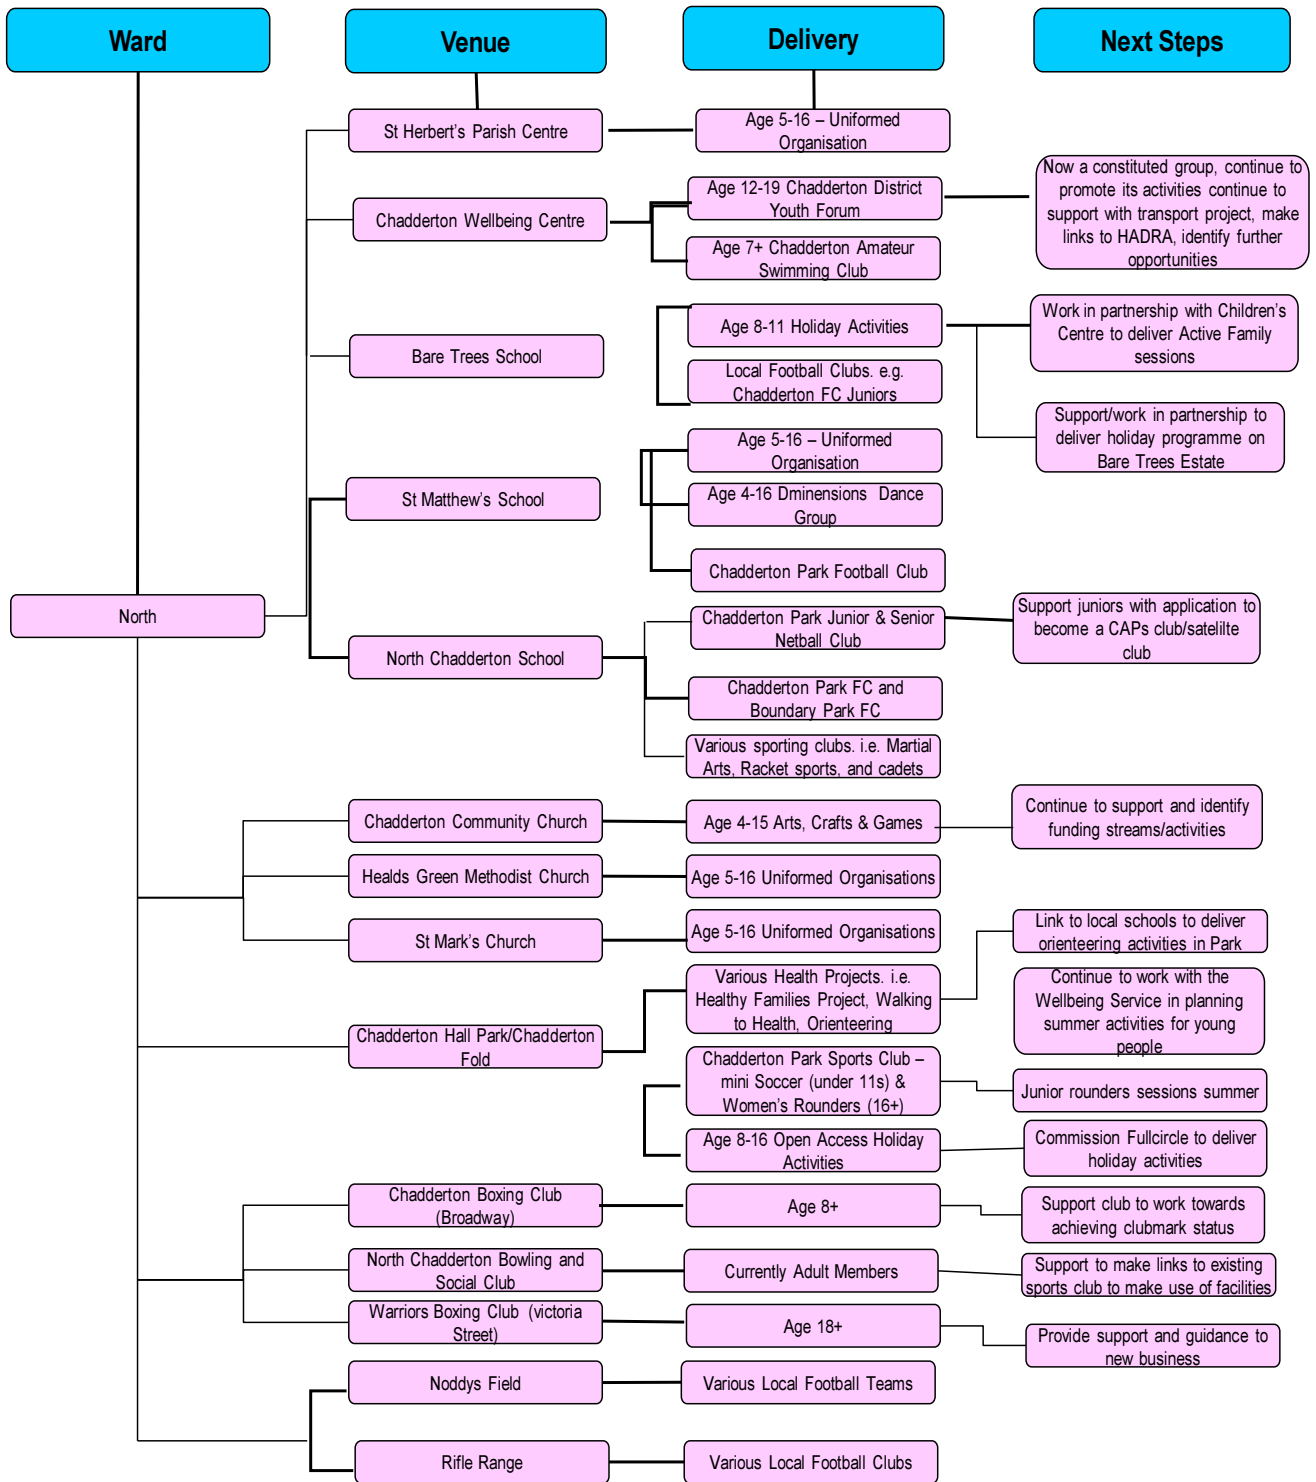 Ward
Venue
Delivery
Next Steps
St Herbert's Parish Centre
Age 5-16 – Uniformed
Organisation
Chadderton Wellbeing Centre
Age 12-19 Chadderton District
Youth Forum
Now a constituted group, continue to
promote its activities continue to
support with transport project, make
links to HADRA, identify further
opportunities
Age 7+ Chadderton Amateur
Swimming Club
Bare Trees School
Age 8-11 Holiday Activities
Work in partnership with Children's
Centre to deliver Active Family
sessions
Local Football Clubs. e.g.
Chadderton FC Juniors
Support/work in partnership to
deliver holiday programme on
Bare Trees Estate
St Matthew's School
Age 5-16 – Uniformed
Organisation
Age 4-16 Dminensions Dance
Group
Chadderton Park Football Club
North
North Chadderton School
Chadderton Park Junior & Senior
Netball Club
Support juniors with application to
become a CAPs club/satelilte
club
Chadderton Park FC and
Boundary Park FC
Various sporting clubs. i.e. Martial
Arts, Racket sports, and cadets
Chadderton Community Church
Age 4-15 Arts, Crafts & Games
Continue to support and identify
funding streams/activities
Healds Green Methodist Church
Age 5-16 Uniformed Organisations
St Mark's Church
Age 5-16 Uniformed Organisations
Chadderton Hall Park/Chadderton
Fold
Various Health Projects. i.e.
Healthy Families Project, Walking
to Health, Orienteering
Link to local schools to deliver
orienteering activities in Park
Continue to work with the
Wellbeing Service in planning
summer activities for young
people
Chadderton Park Sports Club –
mini Soccer (under 11s) &
Women's Rounders (16+)
Junior rounders sessions summer
Age 8-16 Open Access Holiday
Activities
Commission Fullcircle to deliver
holiday activities
Chadderton Boxing Club
(Broadway)
Age 8+
Support club to work towards
achieving clubmark status
North Chadderton Bowling and
Social Club
Currently Adult Members
Support to make links to existing
sports club to make use of facilities
Warriors Boxing Club (victoria
Street)
Age 18+
Provide support and guidance to
new business
Noddys Field
Various Local Football Teams
Rifle Range
Various Local Football Clubs